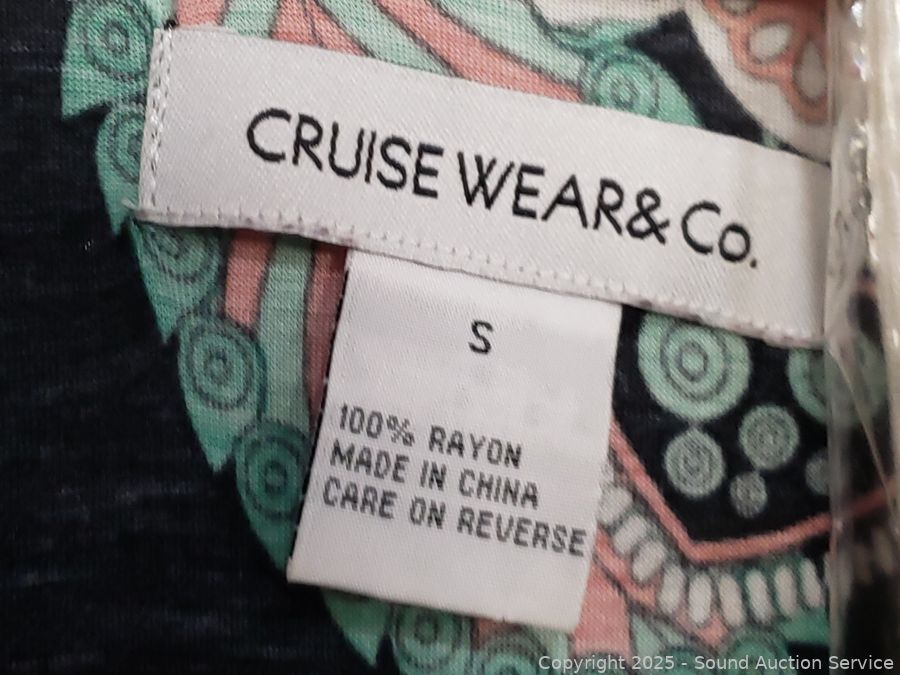 CRUISE WEAR& Co.
S
100% RAYON
MADE IN CHINA
CARE ON REVERSE
Copyright 2025 - Sound Auction Service